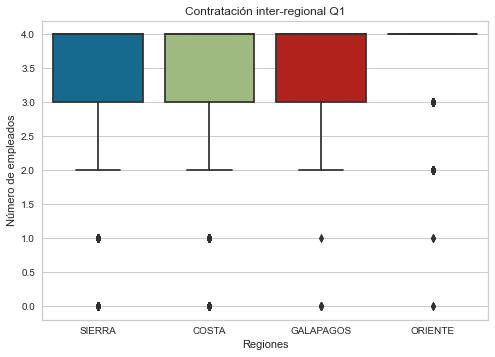 Contratación inter-regional Q1
Número de empleados
4.0
3.5
3.0
2.5
2.0
1.5
1.0
0.5
0.0
SIERRA COSTA GALAPAGOS ORIENTE
Regiones